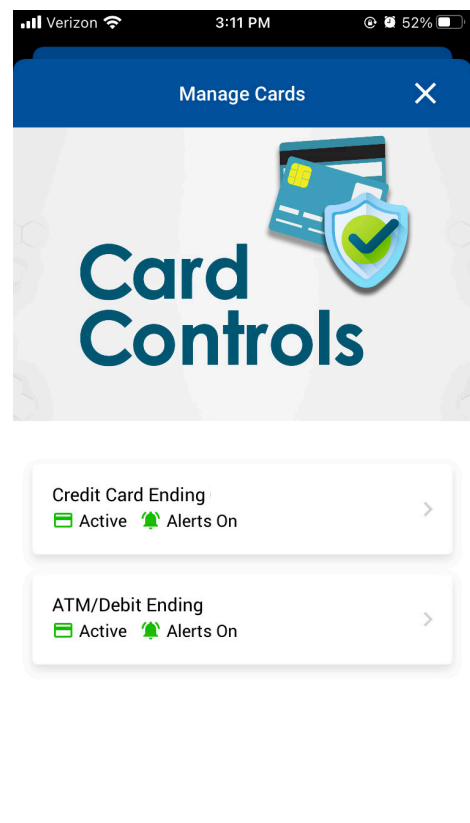 Verizon 3:11 PM 52%
Manage Cards
Card
Controls
Credit Card Ending
Active Alerts On
ATM/Debit Ending
Active Alerts On